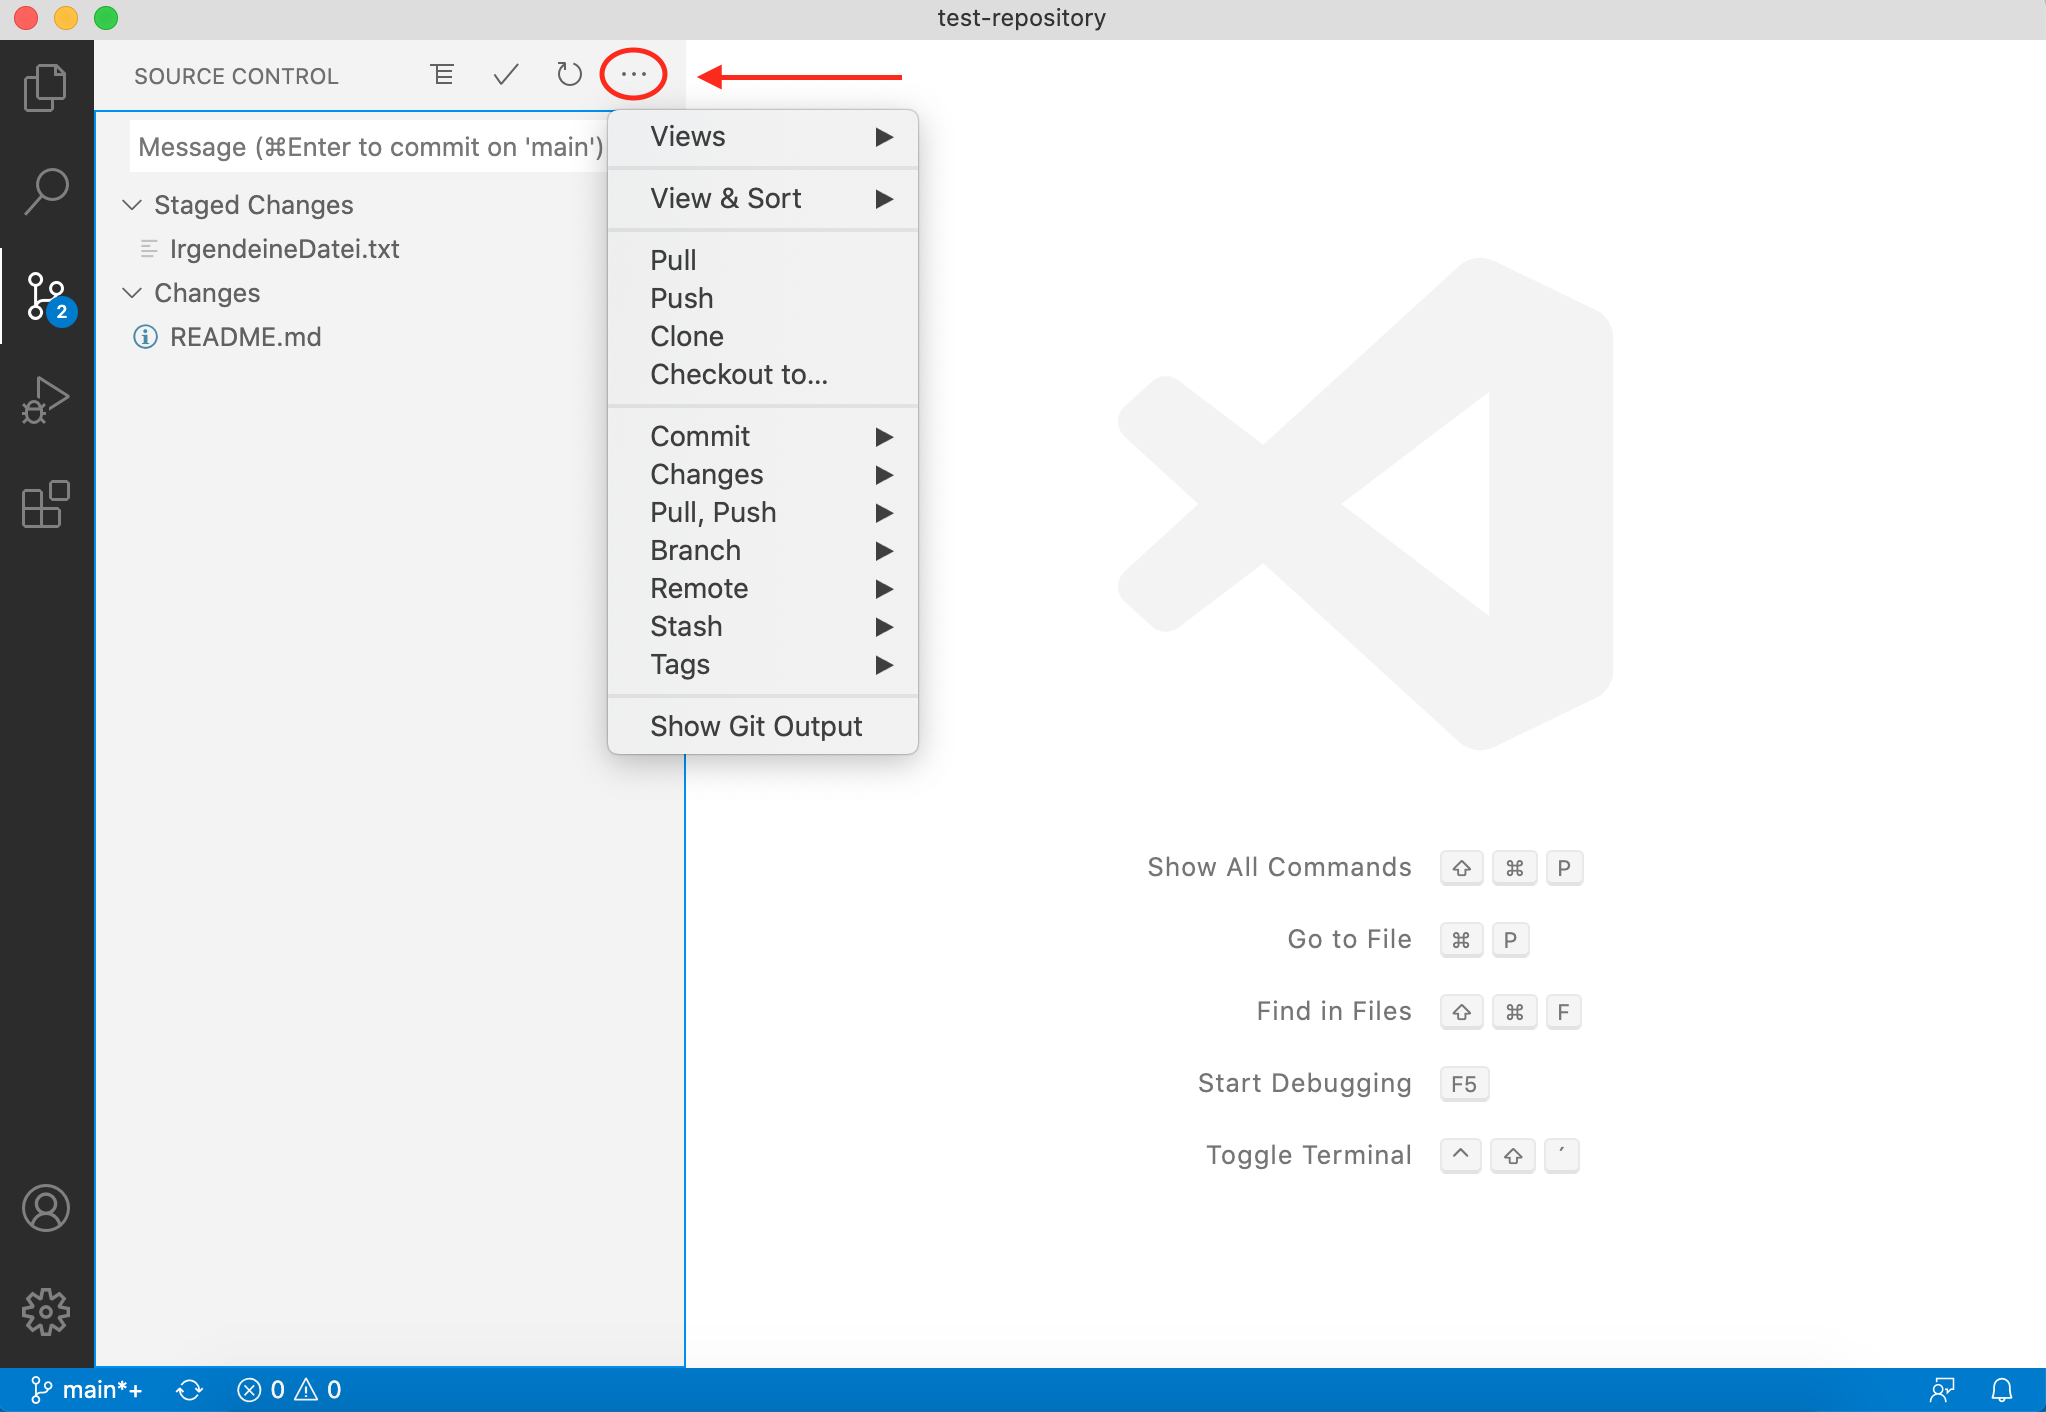 test-repository
SOURCE CONTROL
Message (⌘Enter to commit on 'main')
Staged Changes
IrgendeineDatei.txt
Changes
README.md
2
Views
View & Sort
Pull
Push
Clone
Checkout to...
Commit
Changes
Pull, Push
Branch
Remote
Stash
Tags
Show Git Output
Show All Commands ⇧ ⌘ P
Go to File ⌘ P
Find in Files ⇧ ⌘ F
Start Debugging F5
Toggle Terminal ^ ⇧ ´
main*+ 0 0